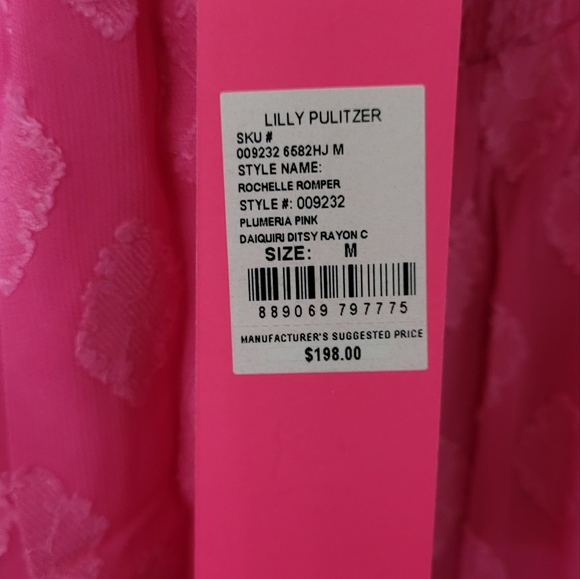 LILLY PULITZER
SKU #
009232 6582HJ M
STYLE NAME:
ROCHELLE ROMPER
STYLE #: 009232
PLUMERIA PINK
DAIQUIRI DITSY RAYON C
SIZE: M
889069 797775
MANUFACTURER'S SUGGESTED PRICE
$198.00